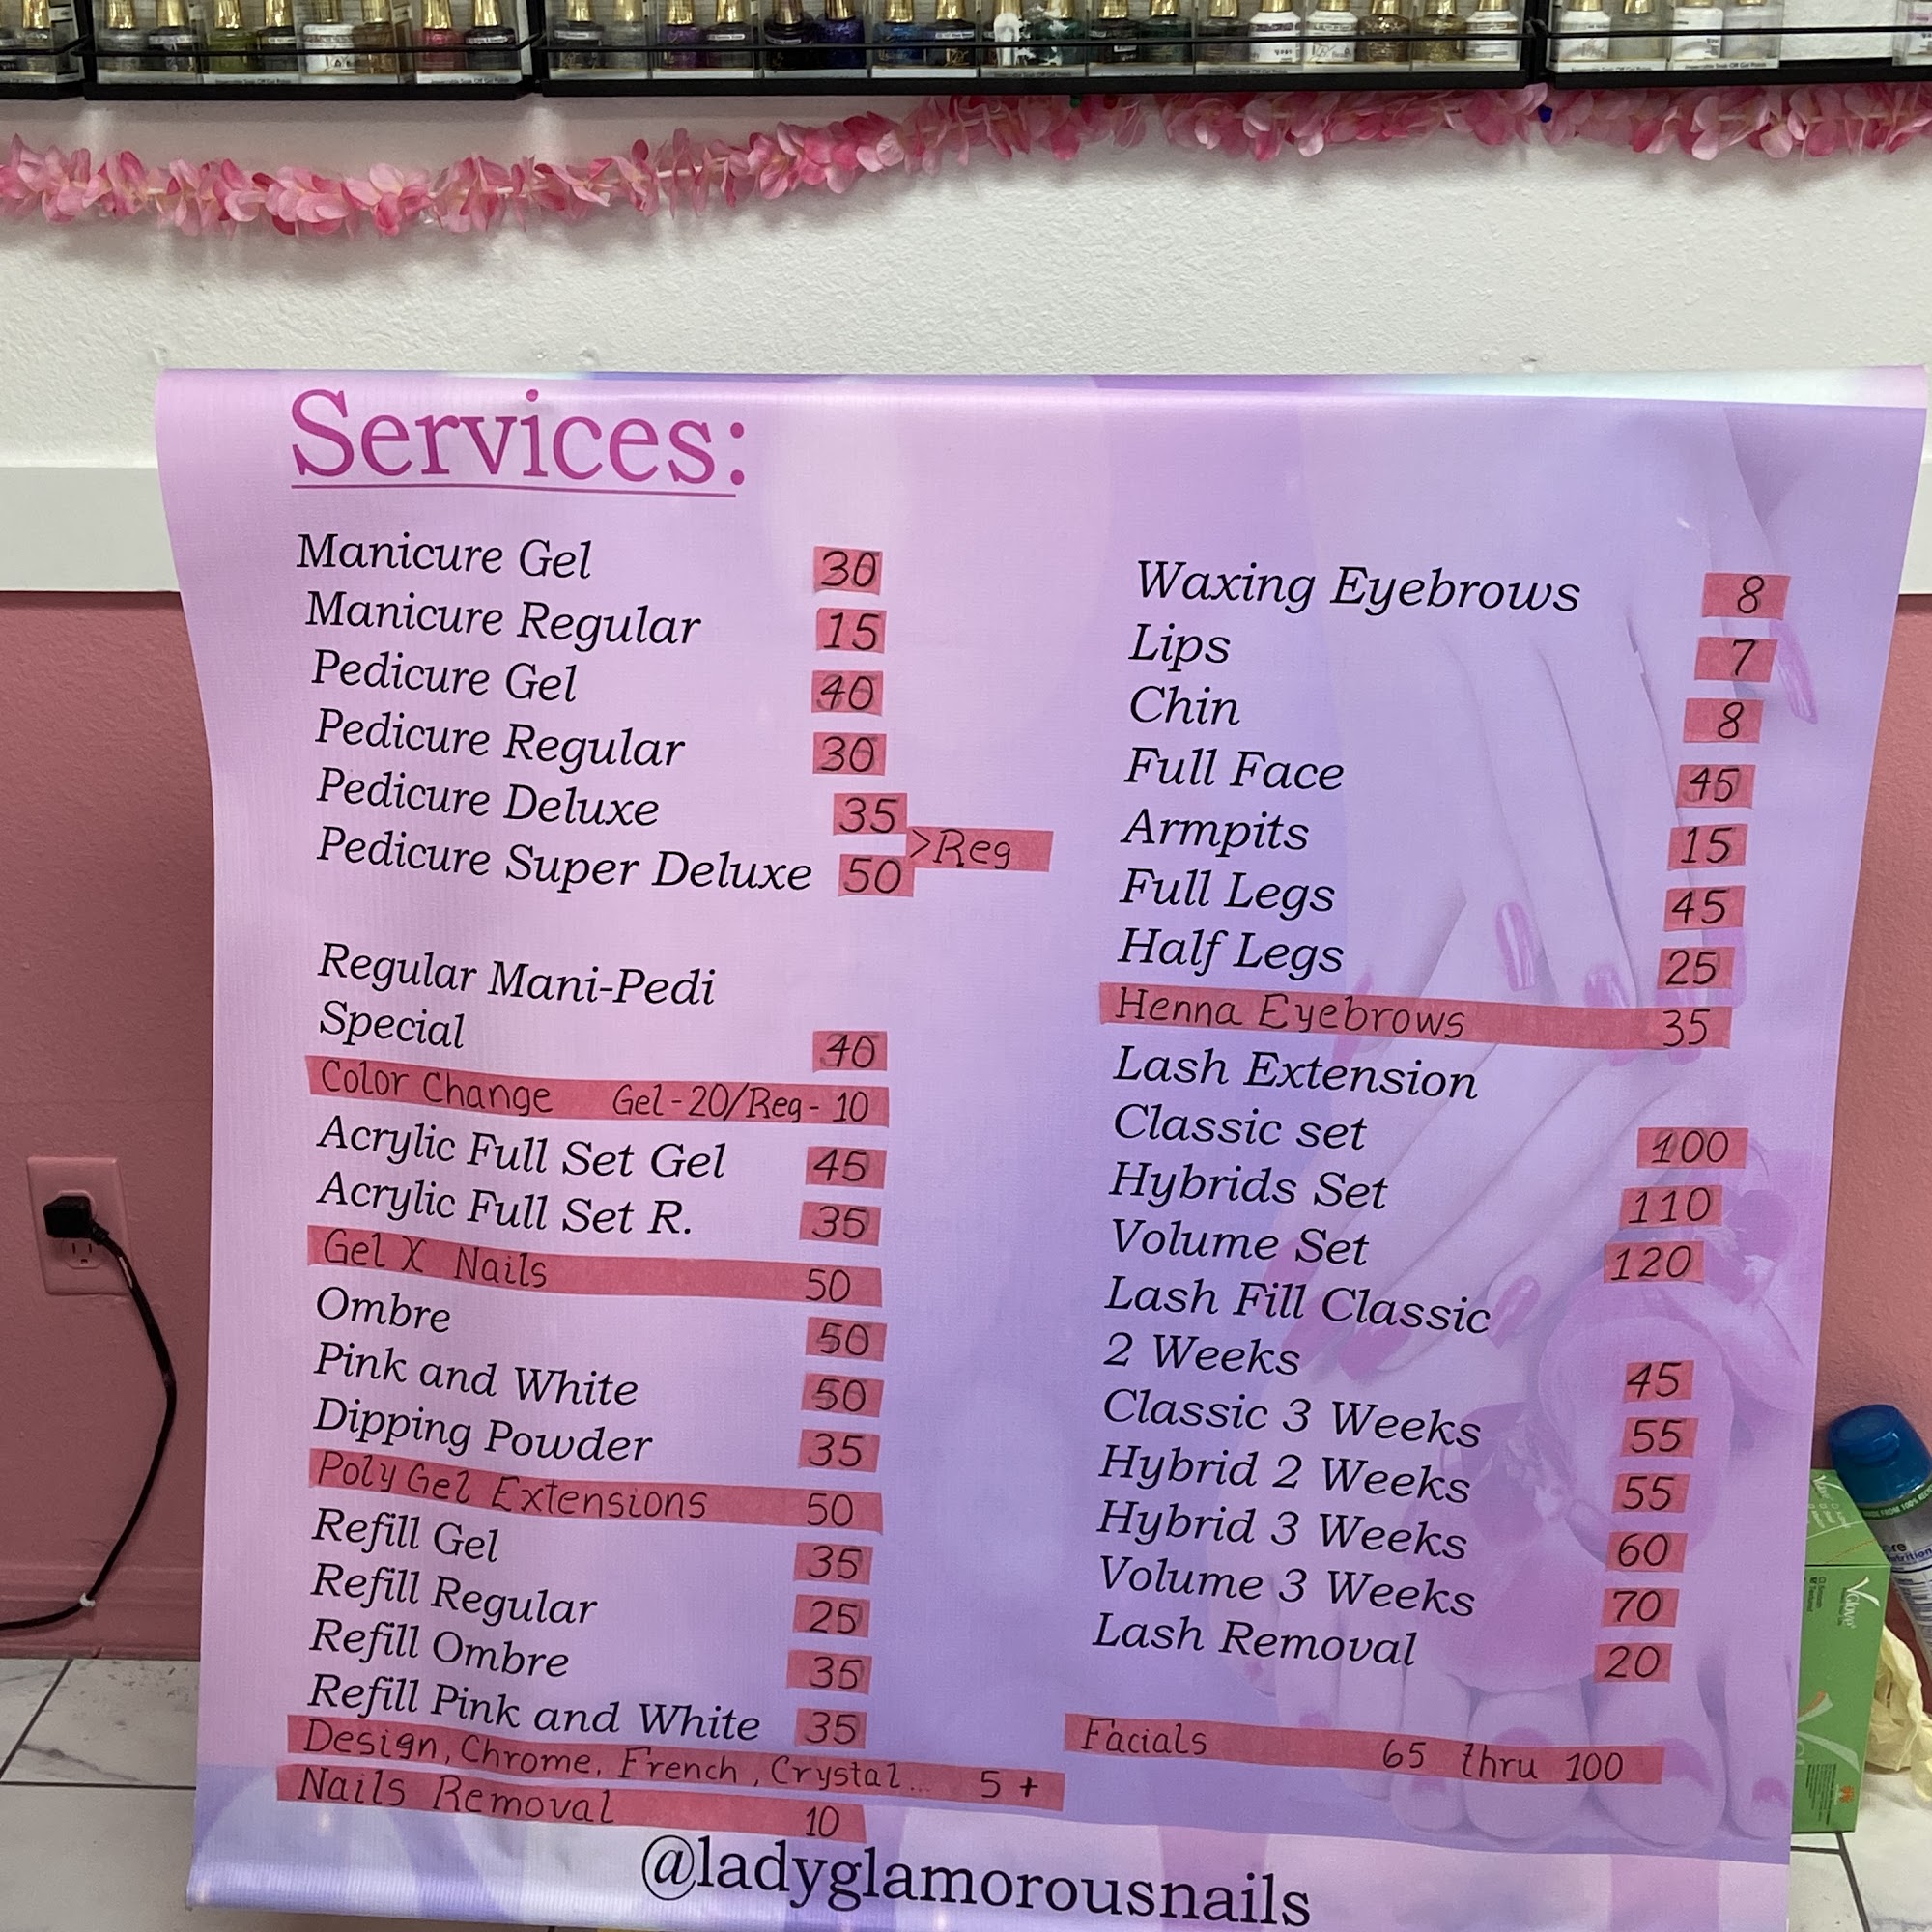 Services:
Manicure Gel 30
Manicure Regular 15
Pedicure Gel 40
Pedicure Regular 30
Pedicure Deluxe 35
>Reg
Pedicure Super Deluxe 50
Regular Mani-Pedi
Special 40
Color Change Gel-20/Reg-10
Acrylic Full Set Gel 45
Acrylic Full Set R. 35
Gel X Nails 50
Ombre 50
Pink and White 50
Dipping Powder 35
Poly Gel Extensions 50
Refill Gel 35
Refill Regular 25
Refill Ombre 35
Refill Pink and White 35
Design, Chrome, French, Crystal... 5+
Nails Removal 10
Waxing Eyebrows 8
Lips 7
Chin 8
Full Face 45
Armpits 15
Full Legs 45
Half Legs 25
Henna Eyebrows 35
Lash Extension
Classic set 100
Hybrids Set 110
Volume Set 120
Lash Fill Classic
2 Weeks 45
Classic 3 Weeks 55
Hybrid 2 Weeks 55
Hybrid 3 Weeks 60
Volume 3 Weeks 70
Lash Removal 20
Facials 65 thru 100
@ladyglamorousnails
VGlove